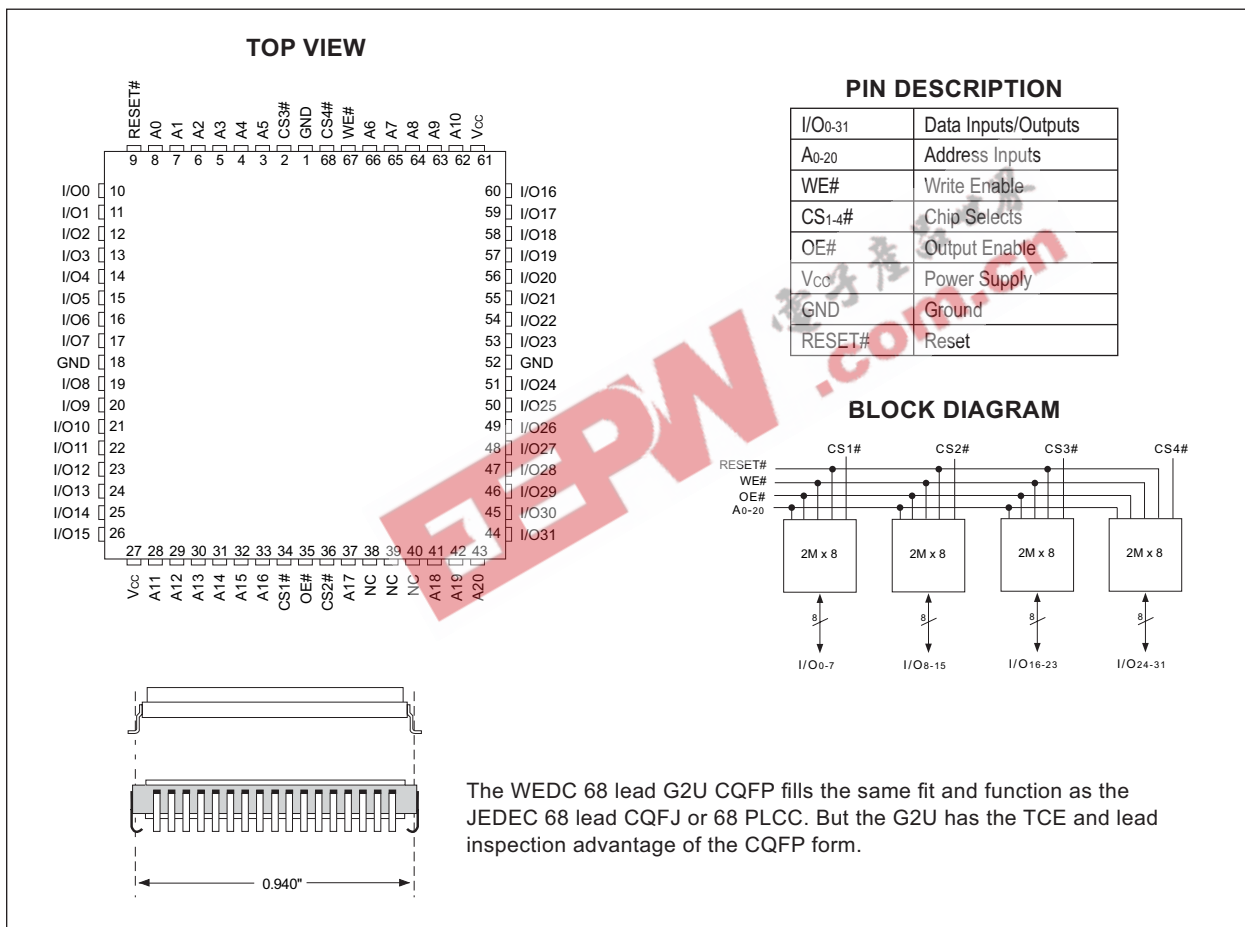 TOP VIEW
RESET#
A0
A1
A2
A3
A4
A5
CS3#
GND
CS4#
WE#
A6
A7
A8
A9
A10
Vcc
9 8 7 6 5 4 3 2 1 68 67 66 65 64 63 62 61
I/O0 10
I/O1 11
I/O2 12
I/O3 13
I/O4 14
I/O5 15
I/O6 16
I/O7 17
GND 18
I/O8 19
I/O9 20
I/O10 21
I/O11 22
I/O12 23
I/O13 24
I/O14 25
I/O15 26
60 I/O16
59 I/O17
58 I/O18
57 I/O19
56 I/O20
55 I/O21
54 I/O22
53 I/O23
52 GND
51 I/O24
50 I/O25
49 I/O26
48 I/O27
47 I/O28
46 I/O29
45 I/O30
44 I/O31
27 28 29 30 31 32 33 34 35 36 37 38 39 40 41 42 43
Vcc
A11
A12
A13
A14
A15
A16
CS1#
OE#
CS2#
A17
NC
NC
NC
A18
A19
A20
PIN DESCRIPTION
I/O0-31 Data Inputs/Outputs
A0-20 Address Inputs
WE# Write Enable
CS1-4# Chip Selects
OE# Output Enable
Vcc Power Supply
GND Ground
RESET# Reset
EEPW
電子產品世界
.com.cn
BLOCK DIAGRAM
CS1# CS2# CS3# CS4#
RESET#
WE#
OE#
A0-20
2M x 8 2M x 8 2M x 8 2M x 8
8 8 8 8
I/O0-7 I/O8-15 I/O16-23 I/O24-31
0.940"
The WEDC 68 lead G2U CQFP fills the same fit and function as the
JEDEC 68 lead CQFJ or 68 PLCC. But the G2U has the TCE and lead
inspection advantage of the CQFP form.